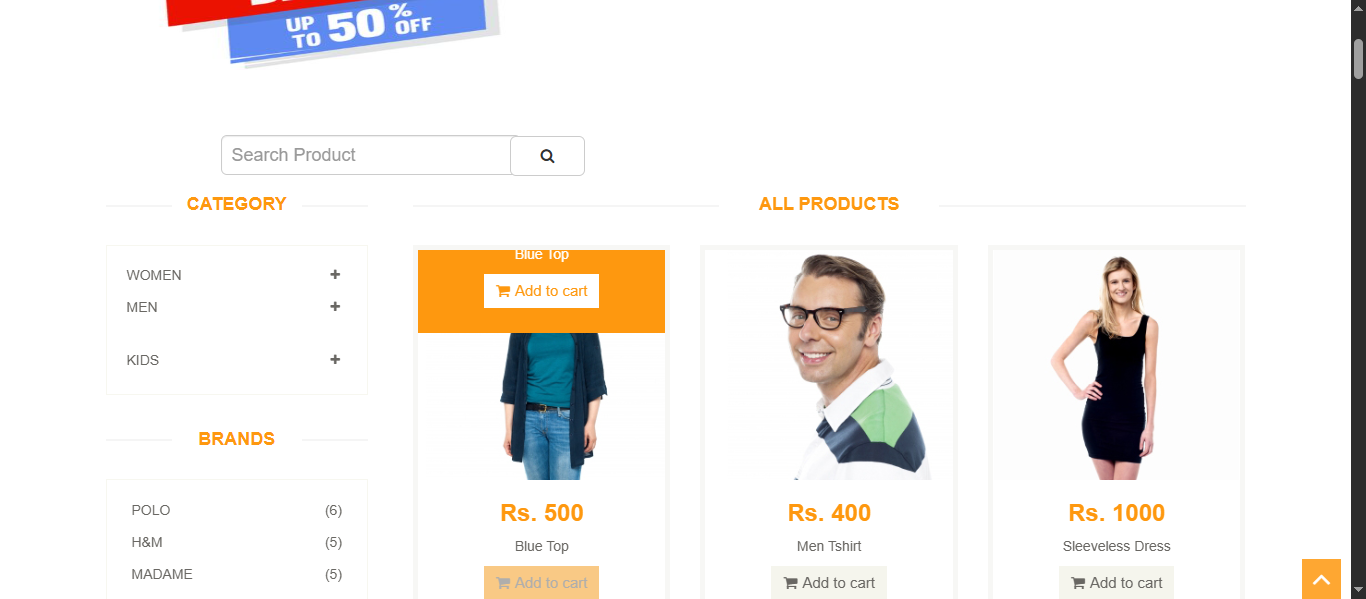 UP TO 50% OFF
Search Product
CATEGORY
ALL PRODUCTS
WOMEN
MEN
KIDS
BRANDS
POLO (6)
H&M (5)
MADAME (5)
Blue Top
Add to cart
Rs. 500
Blue Top
Add to cart
Rs. 400
Men Tshirt
Add to cart
Rs. 1000
Sleeveless Dress
Add to cart